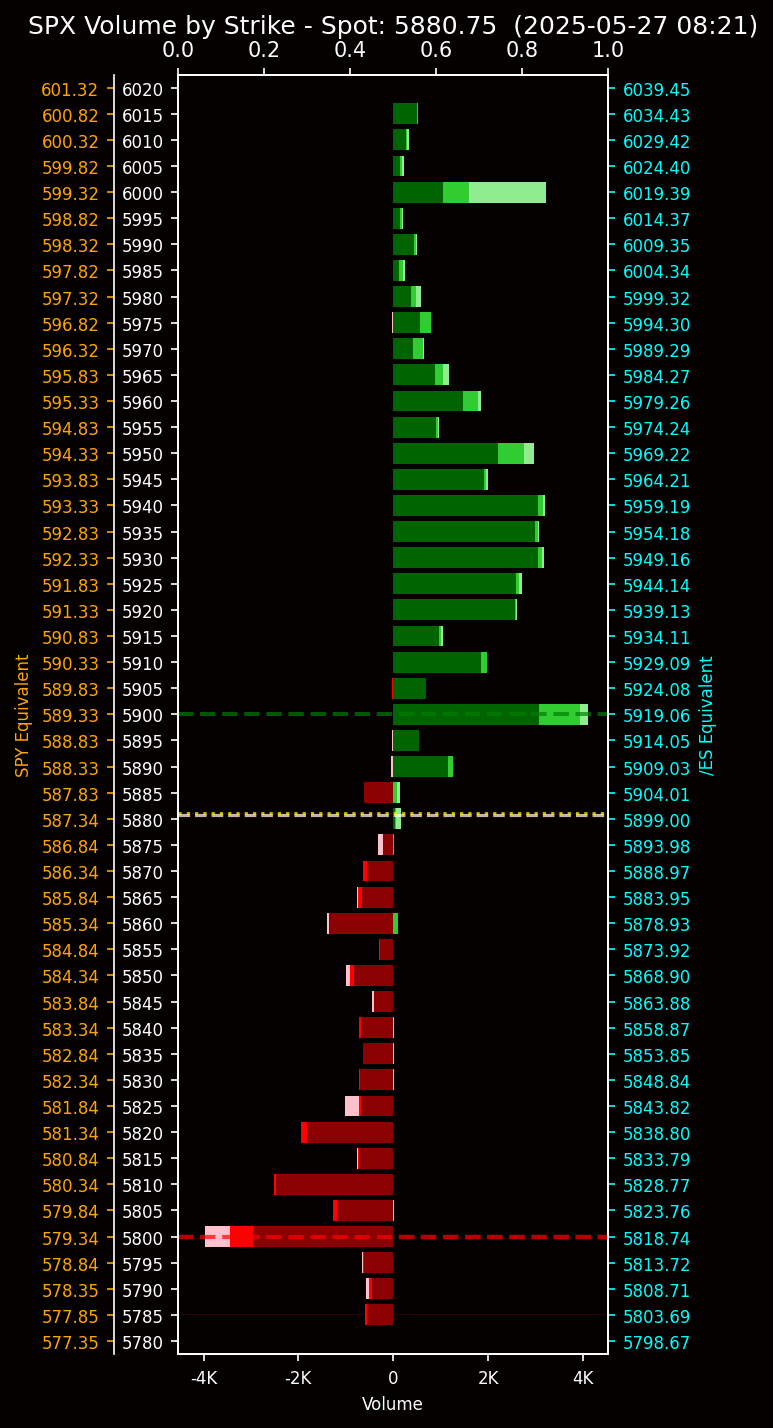 SPX Volume by Strike - Spot: 5880.75 (2025-05-27 08:21)
0.0 0.2 0.4 0.6 0.8 1.0
601.32 6020 6039.45
600.82 6015 6034.43
600.32 6010 6029.42
599.82 6005 6024.40
599.32 6000 6019.39
598.82 5995 6014.37
598.32 5990 6009.35
597.82 5985 6004.34
597.32 5980 5999.32
596.82 5975 5994.30
596.32 5970 5989.29
595.83 5965 5984.27
595.33 5960 5979.26
594.83 5955 5974.24
594.33 5950 5969.22
593.83 5945 5964.21
593.33 5940 5959.19
592.83 5935 5954.18
592.33 5930 5949.16
591.83 5925 5944.14
591.33 5920 5939.13
590.83 5915 5934.11
590.33 5910 5929.09
589.83 5905 5924.08
589.33 5900 5919.06
588.83 5895 5914.05
588.33 5890 5909.03
587.83 5885 5904.01
587.34 5880 5899.00
586.84 5875 5893.98
586.34 5870 5888.97
585.84 5865 5883.95
585.34 5860 5878.93
584.84 5855 5873.92
584.34 5850 5868.90
583.84 5845 5863.88
583.34 5840 5858.87
582.84 5835 5853.85
582.34 5830 5848.84
581.84 5825 5843.82
581.34 5820 5838.80
580.84 5815 5833.79
580.34 5810 5828.77
579.84 5805 5823.76
579.34 5800 5818.74
578.84 5795 5813.72
578.35 5790 5808.71
577.85 5785 5803.69
577.35 5780 5798.67
SPY Equivalent
/ES Equivalent
-4K -2K 0 2K 4K
Volume